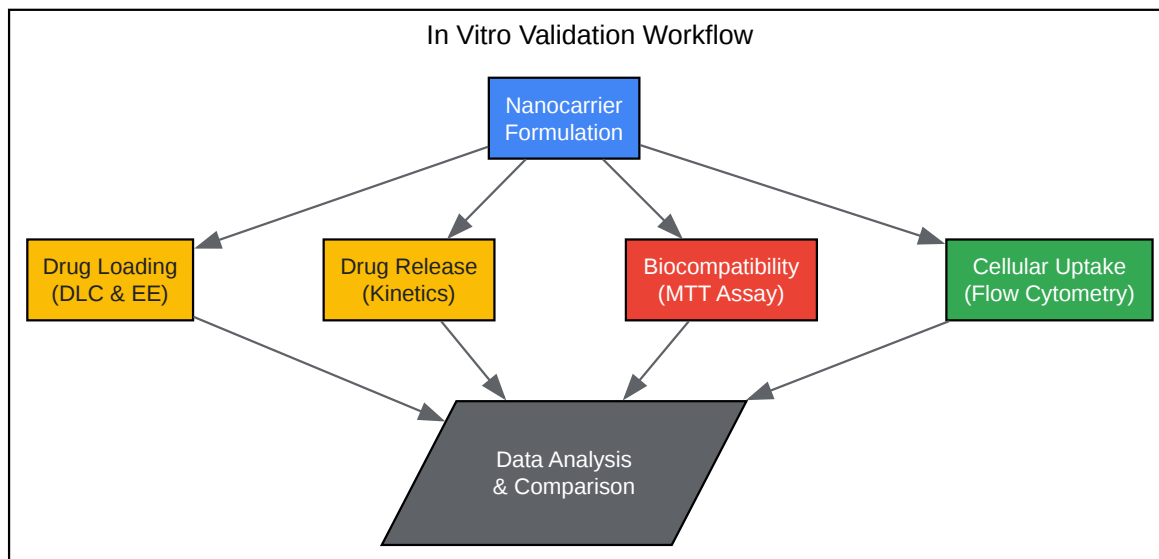 In Vitro Validation Workflow
Nanocarrier
Formulation
Drug Loading
(DLC & EE)
Drug Release
(Kinetics)
Biocompatibility
(MTT Assay)
Cellular Uptake
(Flow Cytometry)
Data Analysis
& Comparison